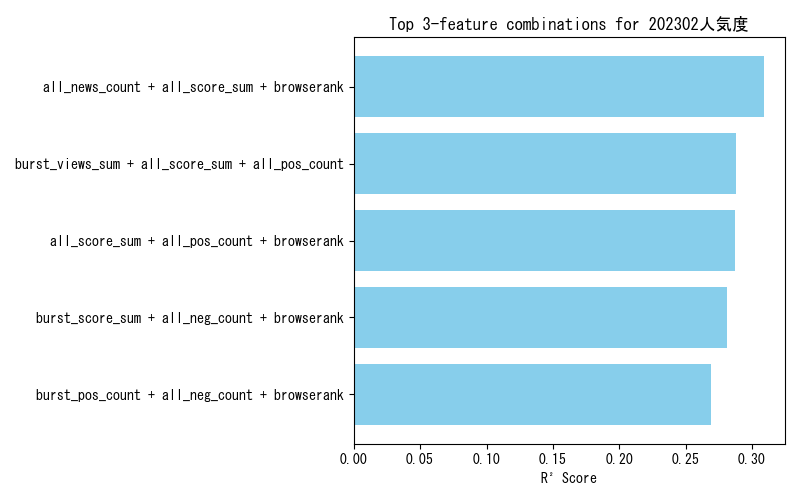 Top 3-feature combinations for 202302人気度
all_news_count + all_score_sum + browserank
burst_views_sum + all_score_sum + all_pos_count
all_score_sum + all_pos_count + browserank
burst_score_sum + all_neg_count + browserank
burst_pos_count + all_neg_count + browserank
0.00 0.05 0.10 0.15 0.20 0.25 0.30
R² Score